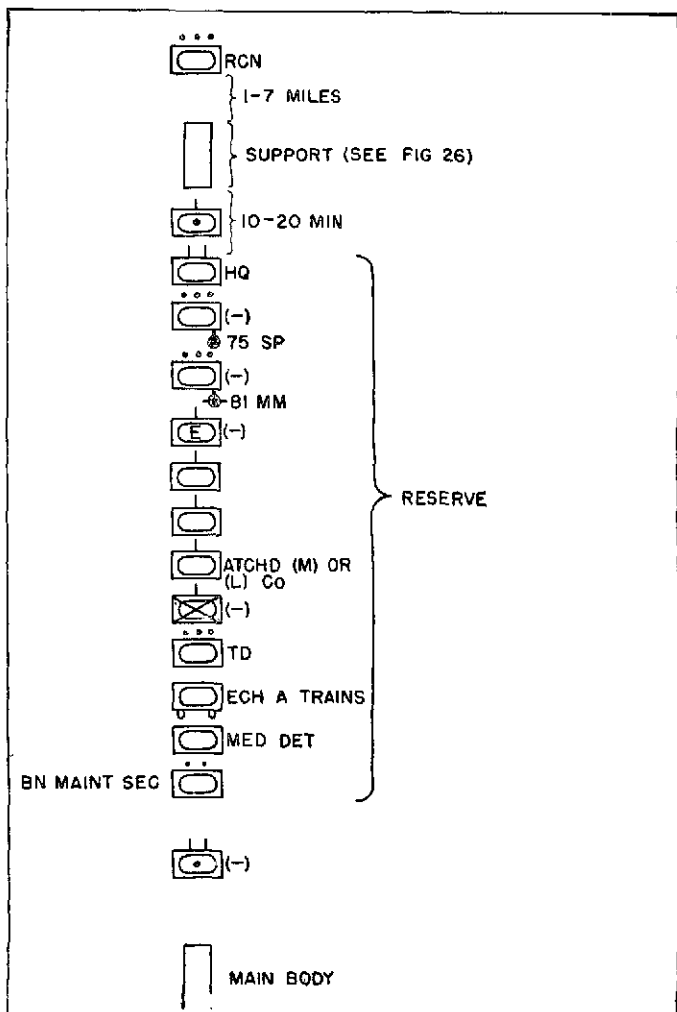 RCN
1-7 MILES
SUPPORT (SEE FIG 26)
10-20 MIN
HQ
(-)
75 SP
(-)
81 MM
E (-)
RESERVE
ATCHD (M) OR
(L) Co
(-)
TD
ECH A TRAINS
MED DET
BN MAINT SEC
(-)
MAIN BODY